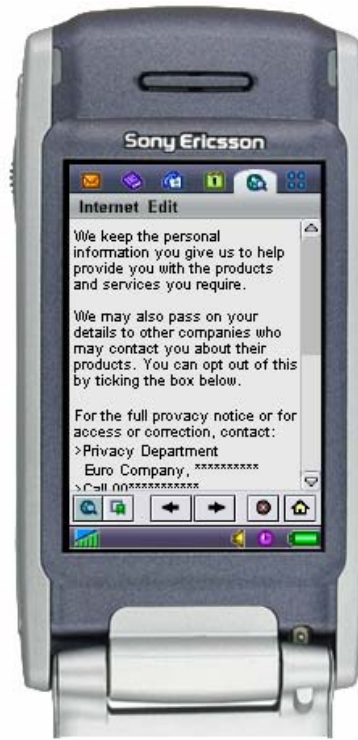 Sony Ericsson
1
Internet Edit
We keep the personal
information you give us to help
provide you with the products
and services you require.
We may also pass on your
details to other companies who
may contact you about their
products. You can opt out of this
by ticking the box below.
For the full provacy notice or for
access or correction, contact:
>Privacy Department
Euro Company, **********
>Call 00***********